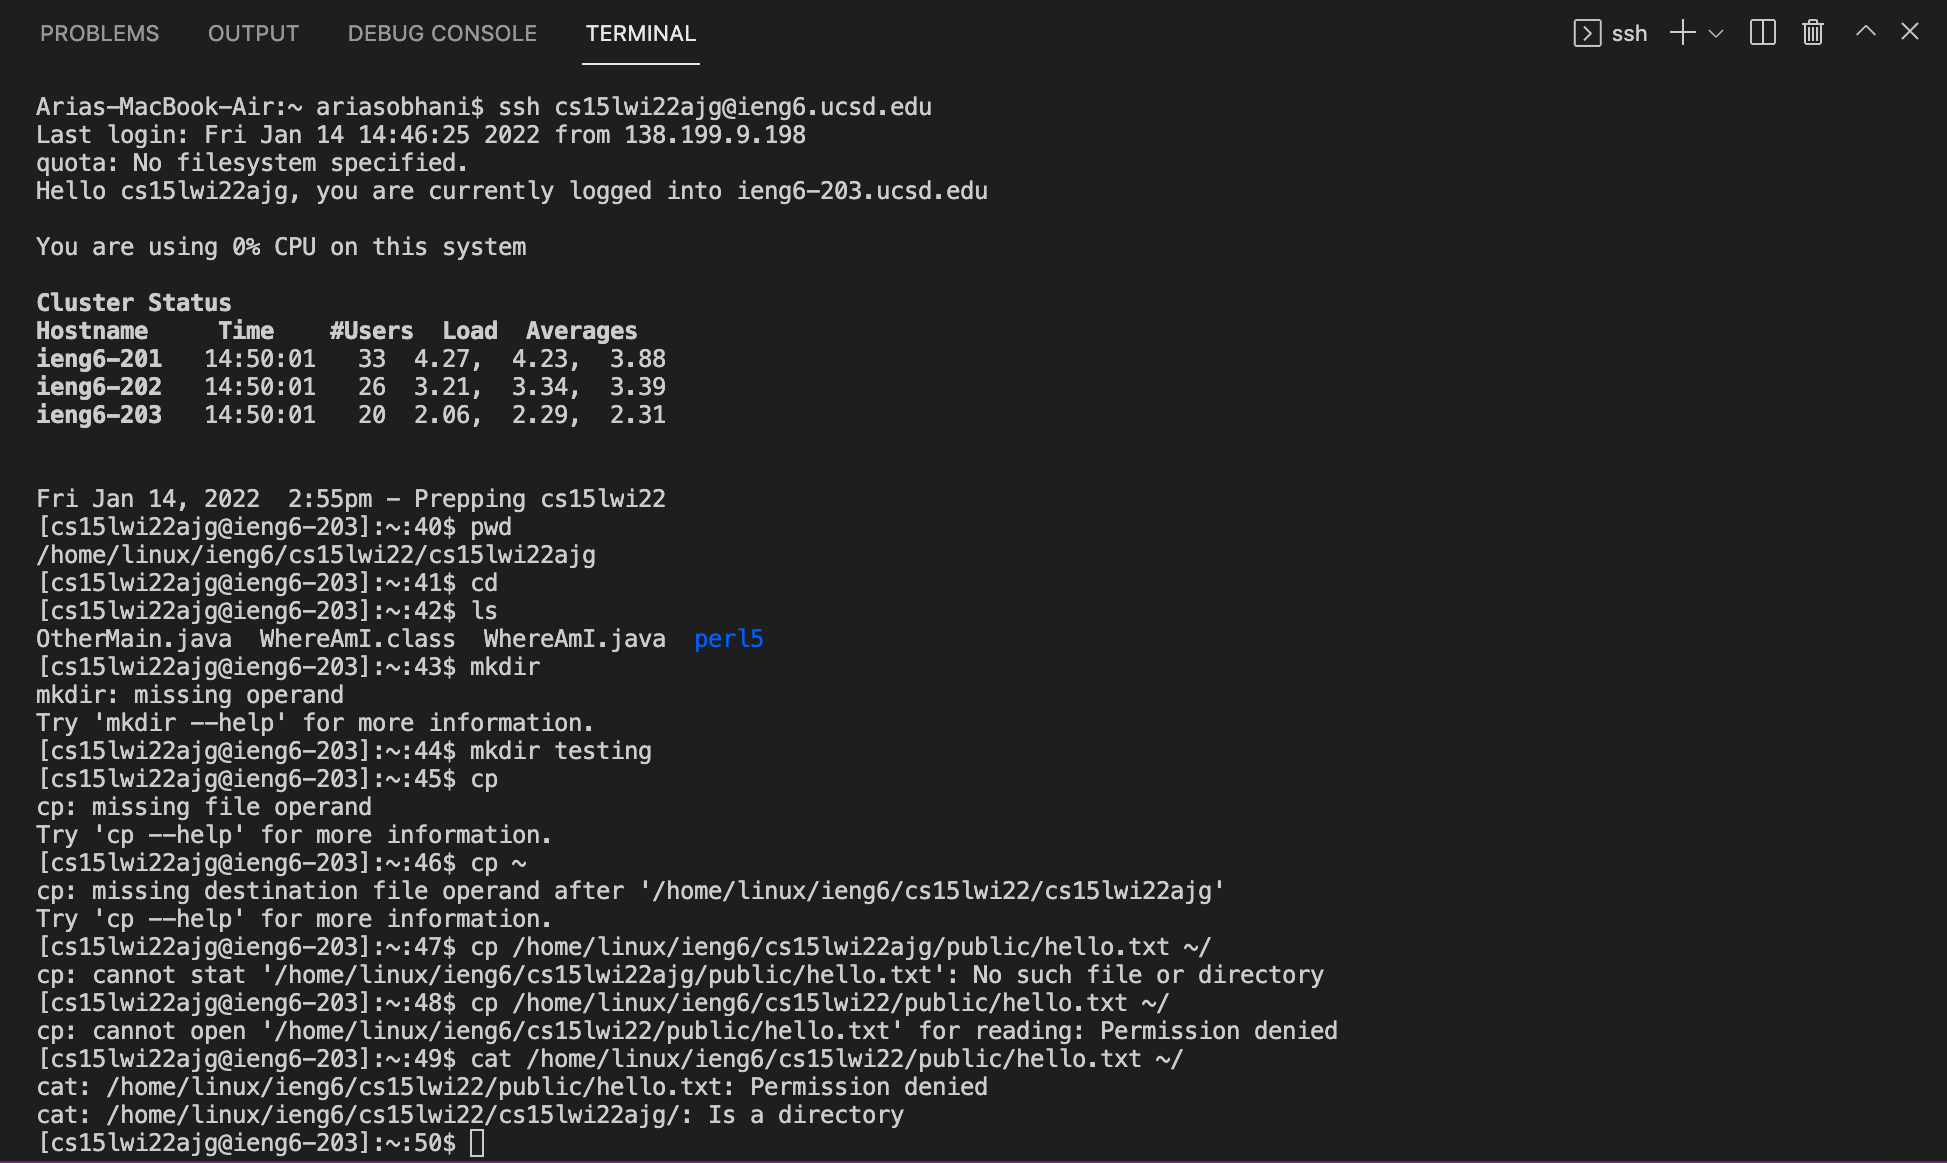 PROBLEMS OUTPUT DEBUG CONSOLE TERMINAL ssh
Arias-MacBook-Air:~ ariasobhani$ ssh cs15lwi22ajg@ieng6.ucsd.edu
Last login: Fri Jan 14 14:46:25 2022 from 138.199.9.198
quota: No filesystem specified.
Hello cs15lwi22ajg, you are currently logged into ieng6-203.ucsd.edu
You are using 0% CPU on this system
Cluster Status
Hostname     Time    #Users  Load  Averages
ieng6-201   14:50:01   33  4.27,  4.23,  3.88
ieng6-202   14:50:01   26  3.21,  3.34,  3.39
ieng6-203   14:50:01   20  2.06,  2.29,  2.31
Fri Jan 14, 2022  2:55pm - Prepping cs15lwi22
[cs15lwi22ajg@ieng6-203]:~:40$ pwd
/home/linux/ieng6/cs15lwi22/cs15lwi22ajg
[cs15lwi22ajg@ieng6-203]:~:41$ cd
[cs15lwi22ajg@ieng6-203]:~:42$ ls
OtherMain.java  WhereAmI.class  WhereAmI.java  perl5
[cs15lwi22ajg@ieng6-203]:~:43$ mkdir
mkdir: missing operand
Try 'mkdir --help' for more information.
[cs15lwi22ajg@ieng6-203]:~:44$ mkdir testing
[cs15lwi22ajg@ieng6-203]:~:45$ cp
cp: missing file operand
Try 'cp --help' for more information.
[cs15lwi22ajg@ieng6-203]:~:46$ cp ~
cp: missing destination file operand after '/home/linux/ieng6/cs15lwi22/cs15lwi22ajg'
Try 'cp --help' for more information.
[cs15lwi22ajg@ieng6-203]:~:47$ cp /home/linux/ieng6/cs15lwi22ajg/public/hello.txt ~/
cp: cannot stat '/home/linux/ieng6/cs15lwi22ajg/public/hello.txt': No such file or directory
[cs15lwi22ajg@ieng6-203]:~:48$ cp /home/linux/ieng6/cs15lwi22/public/hello.txt ~/
cp: cannot open '/home/linux/ieng6/cs15lwi22/public/hello.txt' for reading: Permission denied
[cs15lwi22ajg@ieng6-203]:~:49$ cat /home/linux/ieng6/cs15lwi22/public/hello.txt ~/
cat: /home/linux/ieng6/cs15lwi22/public/hello.txt: Permission denied
cat: /home/linux/ieng6/cs15lwi22/cs15lwi22ajg/: Is a directory
[cs15lwi22ajg@ieng6-203]:~:50$